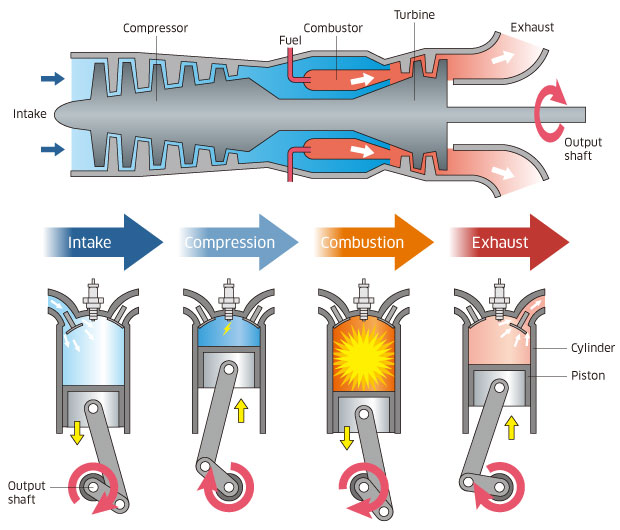 Turbine
Compressor
Combustor
Exhaust
Fuel
Intake
Output
shaft
Intake
Compression
Combustion
Exhaust
Cylinder
Piston
Output
shaft